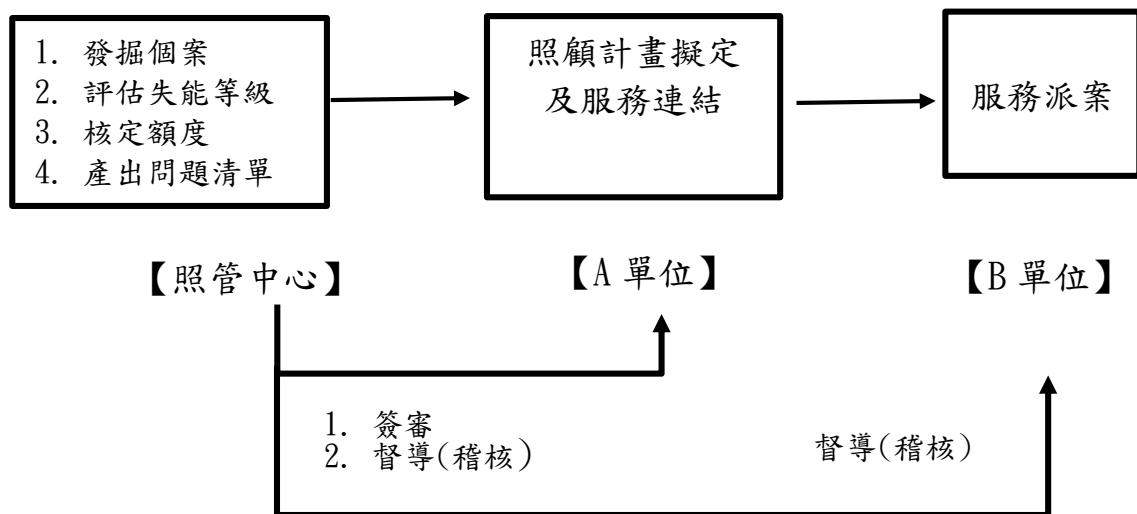 1. 發掘個案
2. 評估失能等級
3. 核定額度
4. 產出問題清單
照顧計畫擬定
及服務連結
服務派案
【照管中心】
【A 單位】
【B 單位】
1. 簽審
2. 督導(稽核)
督導(稽核)